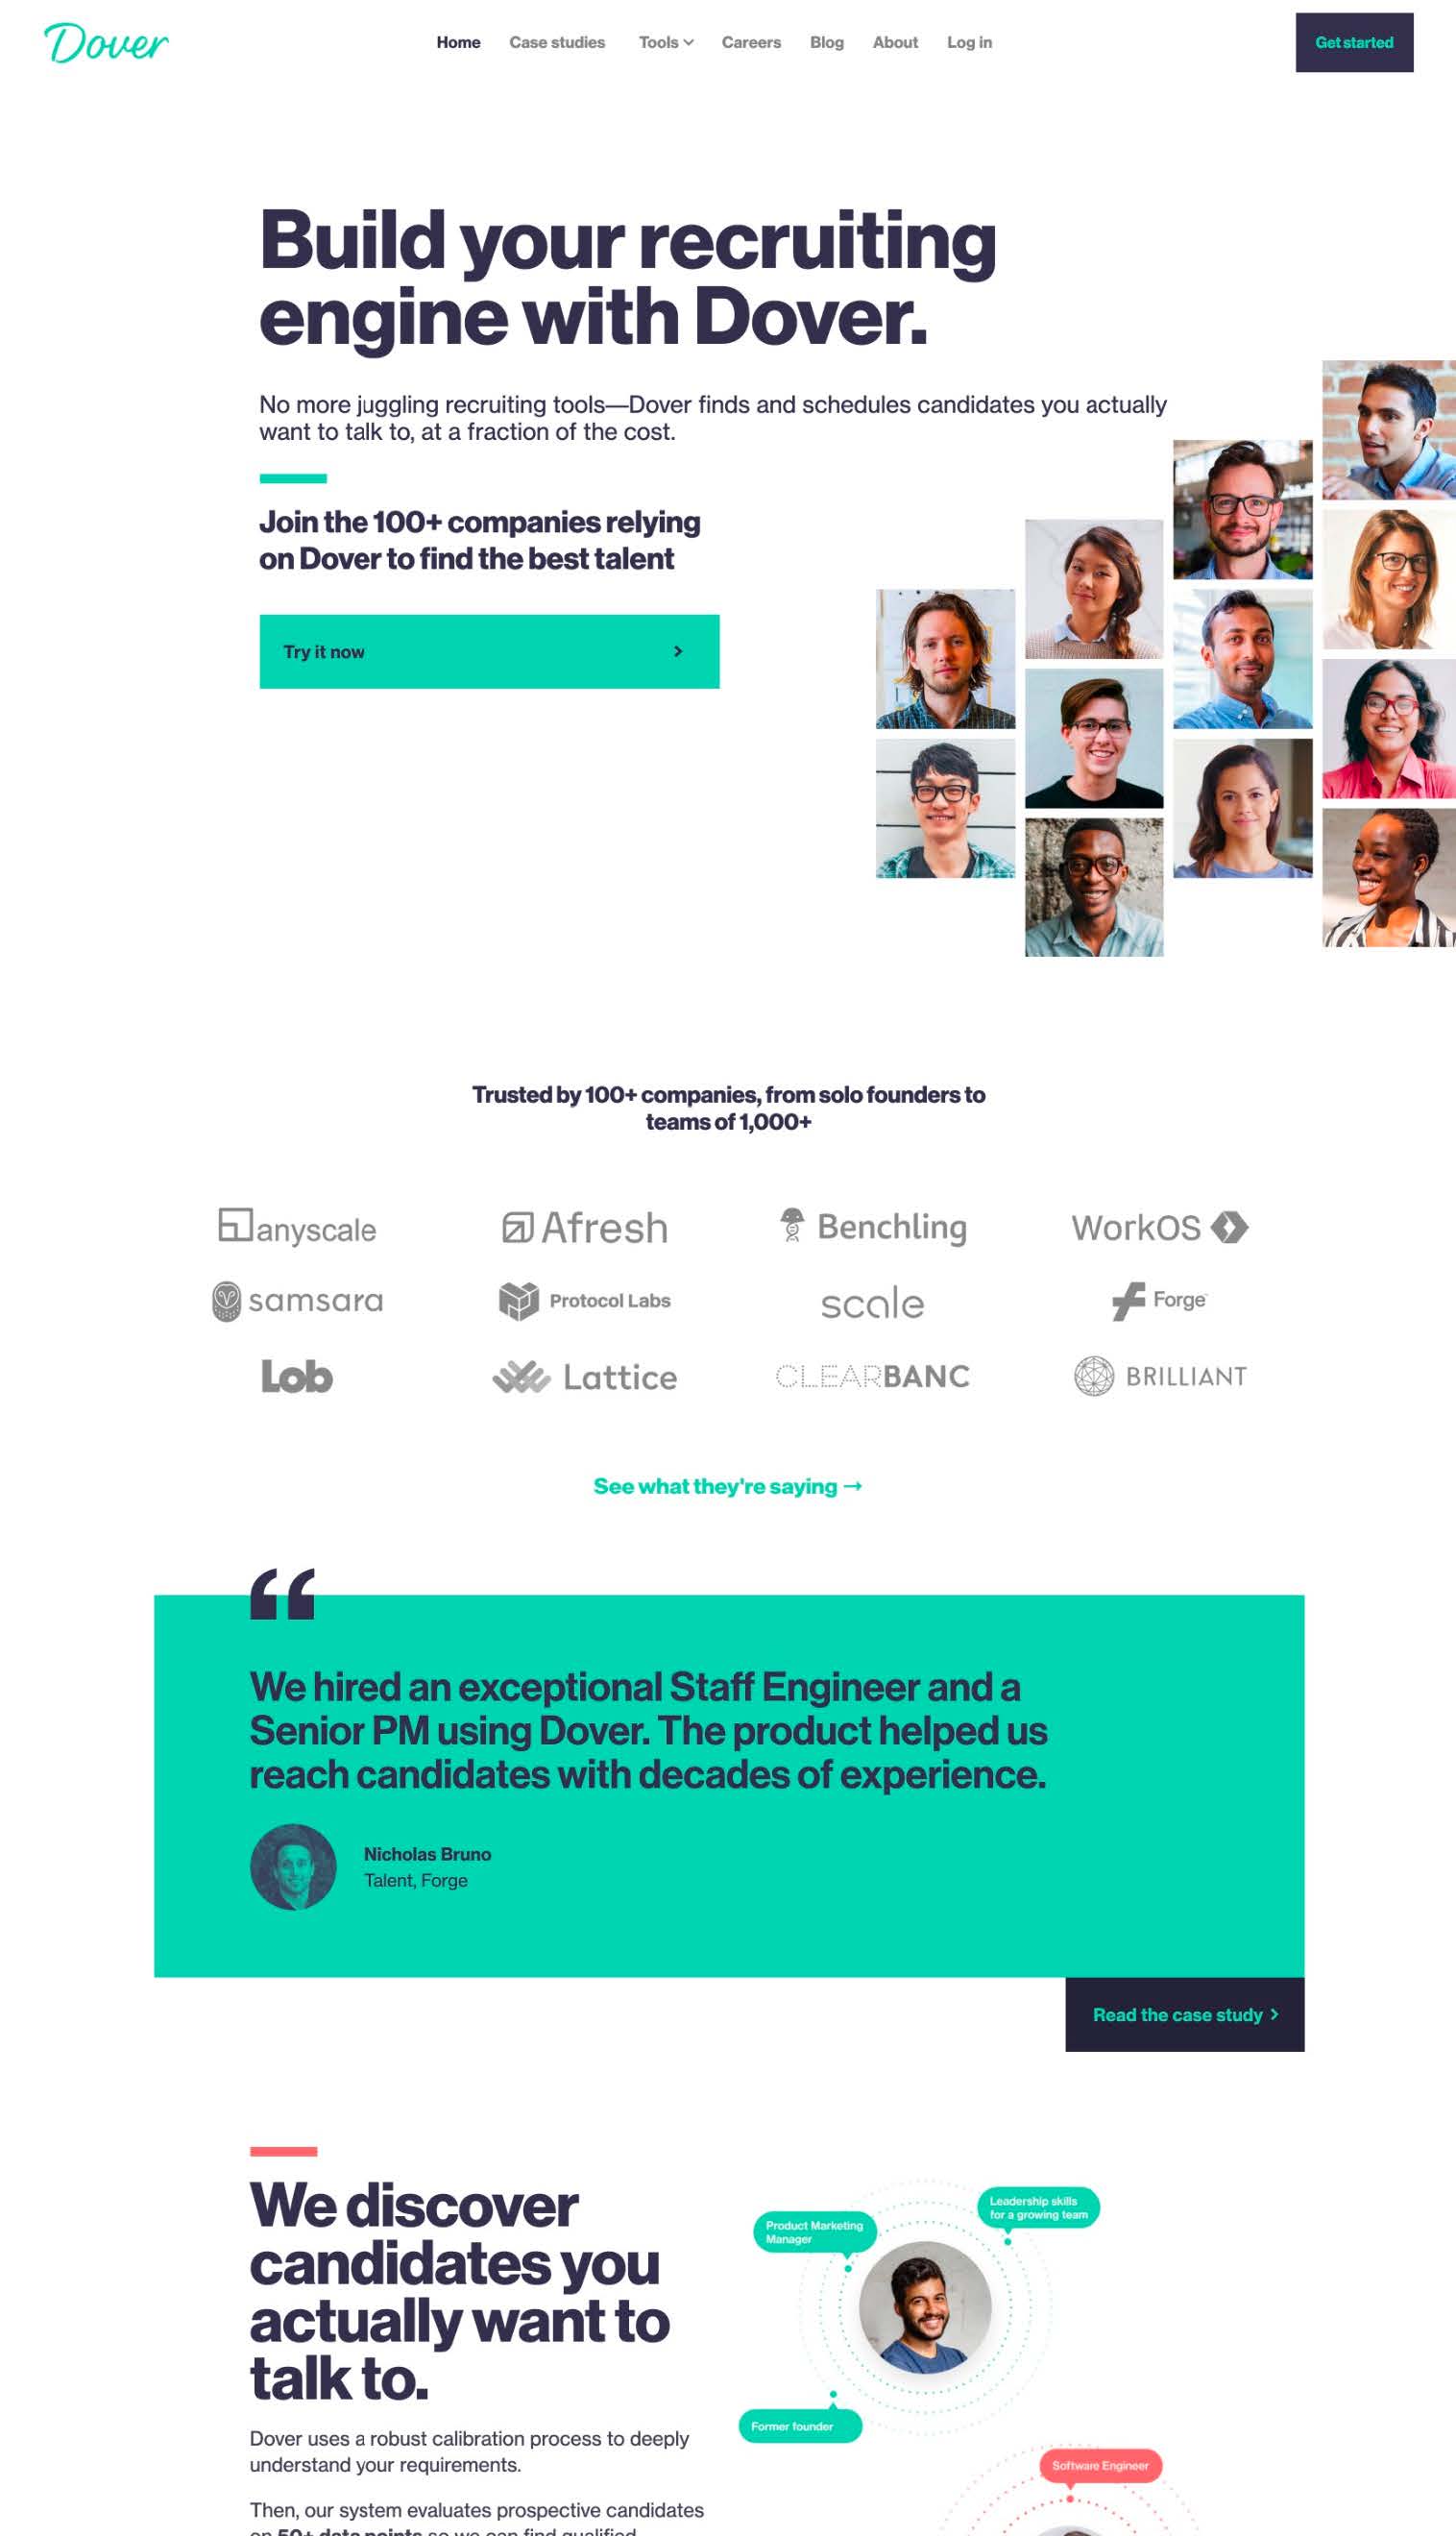 Dover
Home Case studies Tools Careers Blog About Log in
Get started
Build your recruiting
engine with Dover.
No more juggling recruiting tools—Dover finds and schedules candidates you actually
want to talk to, at a fraction of the cost.
Join the 100+ companies relying
on Dover to find the best talent
Try it now
Trusted by 100+ companies, from solo founders to
teams of 1,000+
anyscale Afresh Benchling WorkOS
samsara Protocol Labs scale Forge
Lob Lattice CLEARBANC BRILLIANT
See what they're saying →
“
We hired an exceptional Staff Engineer and a
Senior PM using Dover. The product helped us
reach candidates with decades of experience.
Nicholas Bruno
Talent, Forge
Read the case study
We discover
candidates you
actually want to
talk to.
Dover uses a robust calibration process to deeply
understand your requirements.
Then, our system evaluates prospective candidates
on 50+ data points so we can find qualified
Product Marketing
Manager
Leadership skills
for a growing team
Former founder
Software Engineer